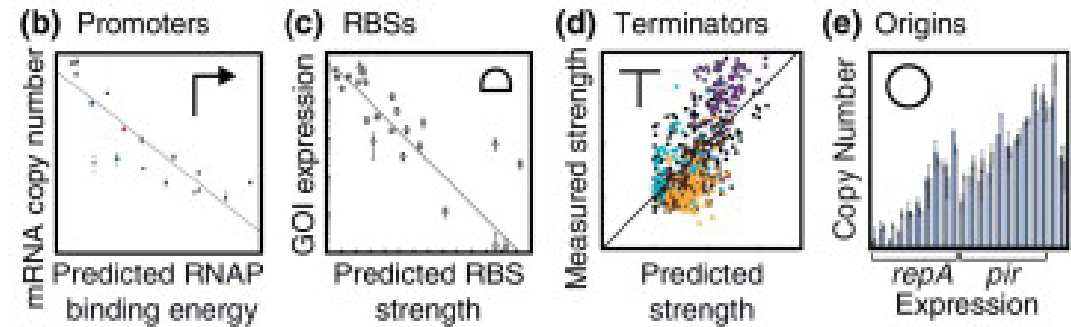 (b) Promoters
mRNA copy number
Predicted RNAP
binding energy
(c) RBSs
GOI expression
Predicted RBS
strength
(d) Terminators
Measured strength
Predicted
strength
(e) Origins
Copy Number
repA pir
Expression